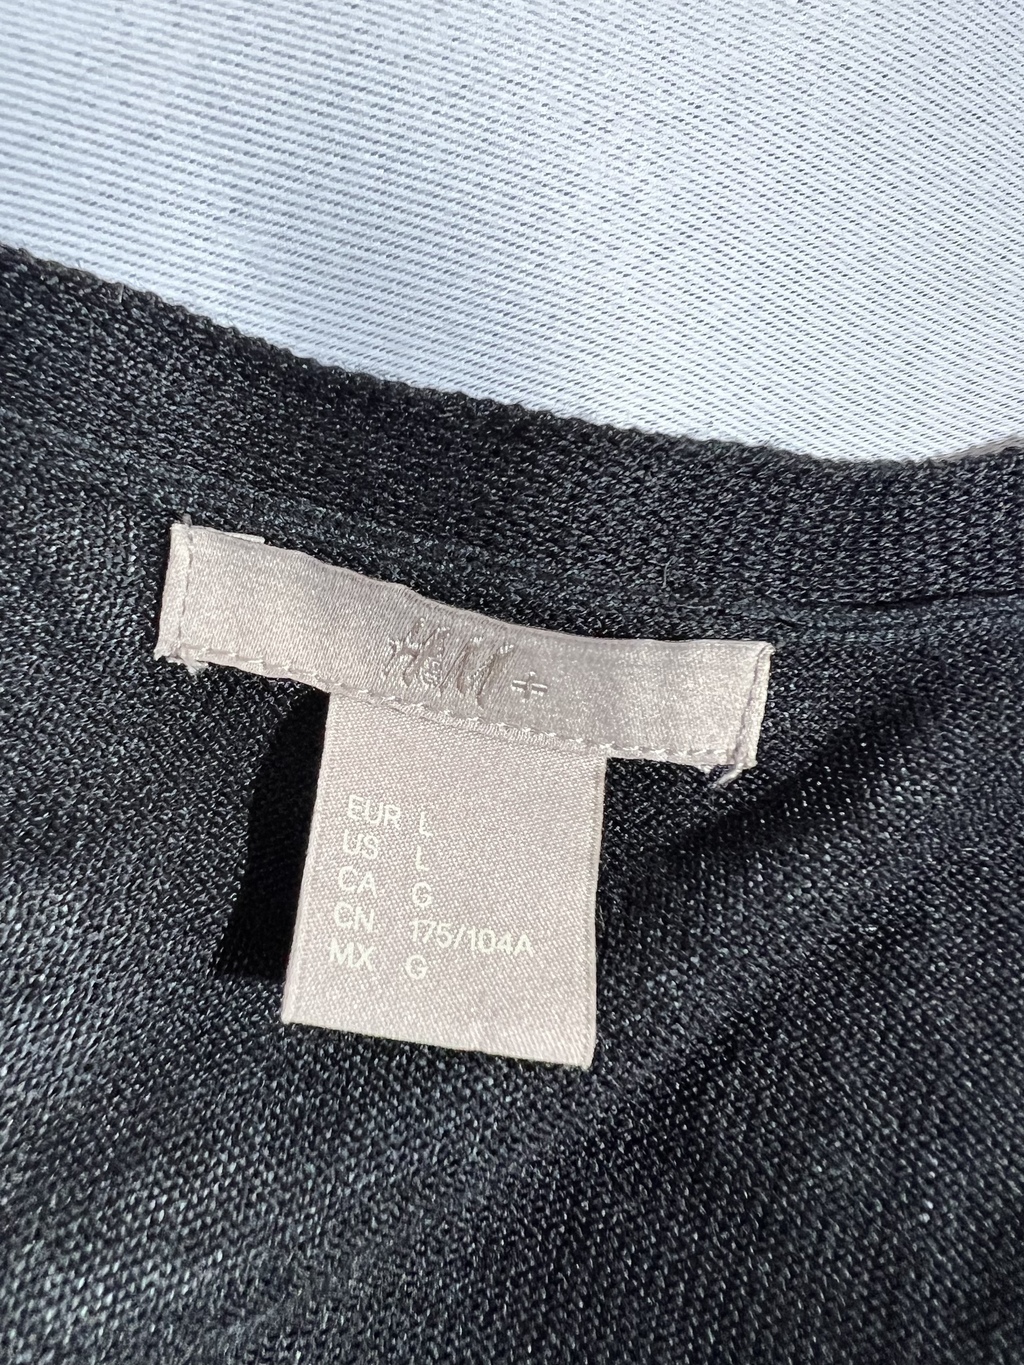 H&M +
EUR L
US L
CA G
CN 175/104A
MX G